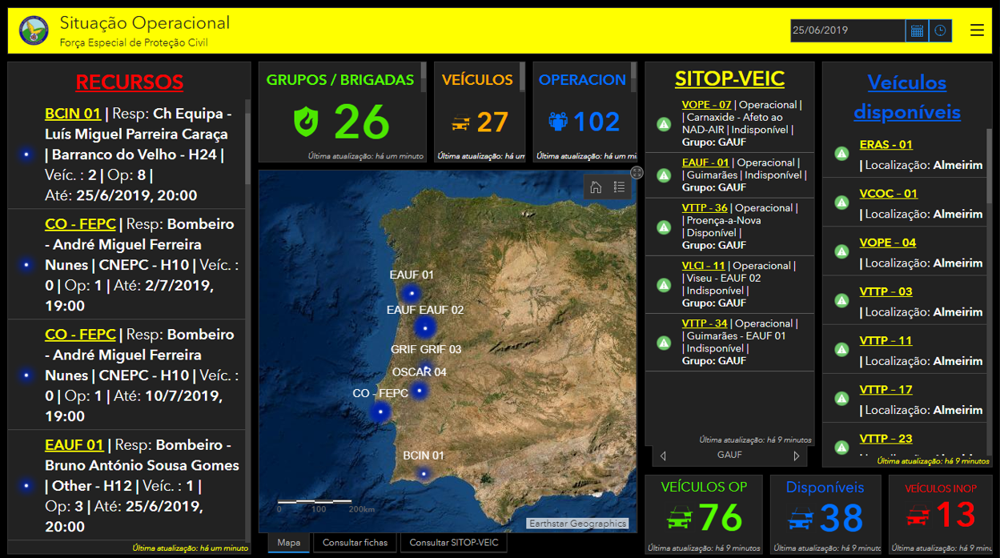 Situação Operacional
Força Especial de Proteção Civil
25/06/2019
RECURSOS
BCIN 01 | Resp: Ch Equipa -
Luís Miguel Parreira Caraça
| Barranco do Velho - H24 |
Veíc. : 2 | Op: 8 |
Até: 25/6/2019, 20:00
CO - FEPC | Resp: Bombeiro
- André Miguel Ferreira
Nunes | CNEPC - H10 | Veíc. :
0 | Op: 1 | Até: 2/7/2019,
19:00
CO - FEPC | Resp: Bombeiro
- André Miguel Ferreira
Nunes | CNEPC - H10 | Veíc. :
0 | Op: 1 | Até: 10/7/2019,
19:00
EAUF 01 | Resp: Bombeiro -
Bruno António Sousa Gomes
| Other - H12 | Veíc. : 1 |
Op: 3 | Até: 25/6/2019,
20:00
Última atualização: há um minuto
GRUPOS / BRIGADAS
26
Última atualização: há um minuto
VEÍCULOS
27
Última atualização: há um
OPERACION
102
Última atualização: há um mi
EAUF 01
EAUF EAUF 02
GRIF GRIF 03
OSCAR 04
CO - FEPC
BCIN 01
0 100 200km
Earthstar Geographics
Mapa
Consultar fichas
Consultar SITOP-VEIC
SITOP-VEIC
VOPE - 07 | Operacional |
| Carnaxide - Afeto ao
NAD-AIR | Indisponível |
Grupo: GAUF
EAUF - 01 | Operacional |
| Guimarães | Indisponível |
Grupo: GAUF
VTTP - 36 | Operacional |
| Proença-a-Nova
| Disponível |
Grupo: GAUF
VLCI - 11 | Operacional |
| Viseu - EAUF 02
| Indisponível |
Grupo: GAUF
VTTP - 34 | Operacional |
| Guimarães - EAUF 01
| Indisponível |
Grupo: GAUF
Última atualização: há 9 minutos
GAUF
Veículos
disponíveis
ERAS - 01
| Localização: Almeirim
VCOC - 01
| Localização: Almeirim
VOPE - 04
| Localização: Almeirim
VTTP - 03
| Localização: Almeirim
VTTP - 11
| Localização: Almeirim
VTTP - 17
| Localização: Almeirim
VTTP - 23
Última atualização: há 9 minutos
VEÍCULOS OP
76
Última atualização: há 9 minutos
Disponíveis
38
Última atualização: há 9 minutos
VEÍCULOS INOP
13
Última atualização: há 9 minu